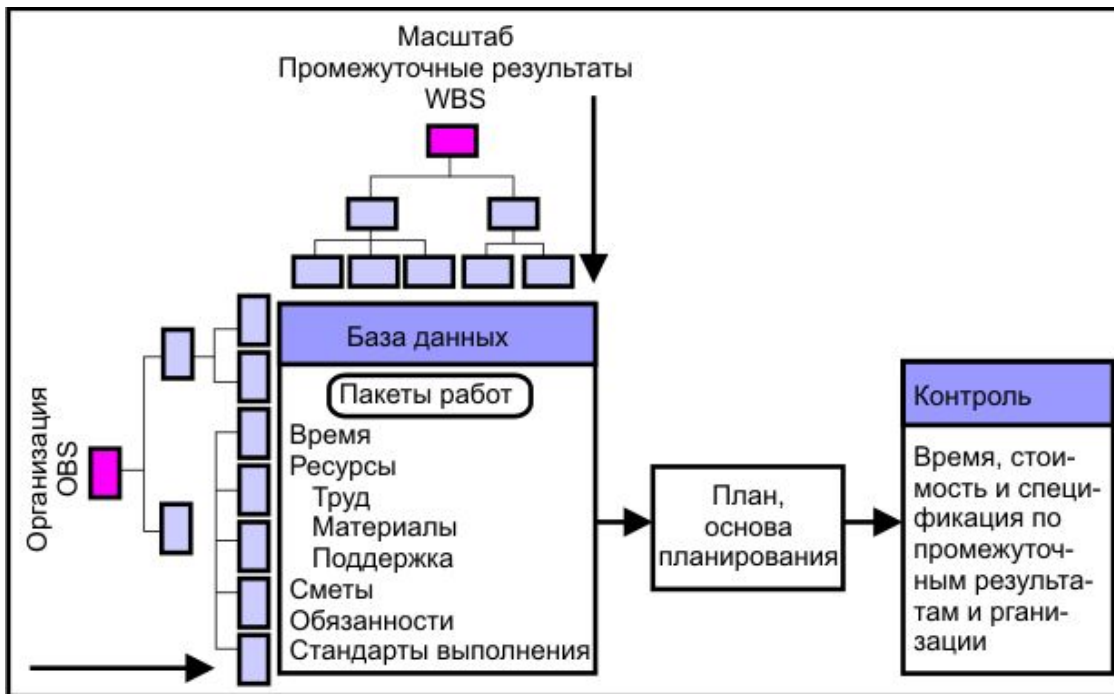 Масштаб
Промежуточные результаты
WBS
Организация
OBS
База данных
Пакеты работ
Время
Ресурсы
Труд
Материалы
Поддержка
Сметы
Обязанности
Стандарты выполнения
План,
основа
планирования
Контроль
Время, стои-
мость и специ-
фикация по
промежуточ-
ным результа-
там и рганиза-
зации